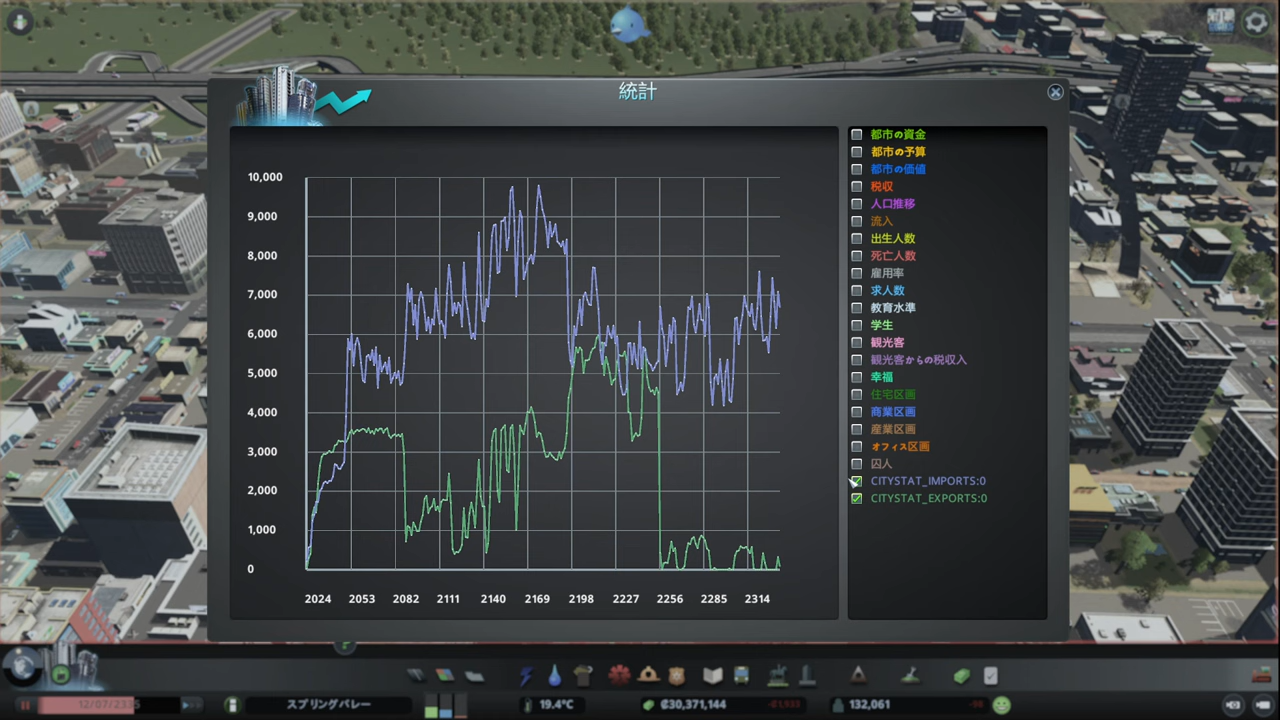 統計
10,000
9,000
8,000
7,000
6,000
5,000
4,000
3,000
2,000
1,000
0
2024 2053 2082 2111 2140 2169 2198 2227 2256 2285 2314
都市の資金
都市の予算
都市の価値
税収
人口推移
流入
出生人数
死亡人数
雇用率
求人数
教育水準
学生
観光客
観光客からの税収入
幸福
住宅区画
商業区画
産業区画
オフィス区画
囚人
CITYSTAT_IMPORTS:0
CITYSTAT_EXPORTS:0
スプリングバレー 19.4°C ₡30,371,144 132,061